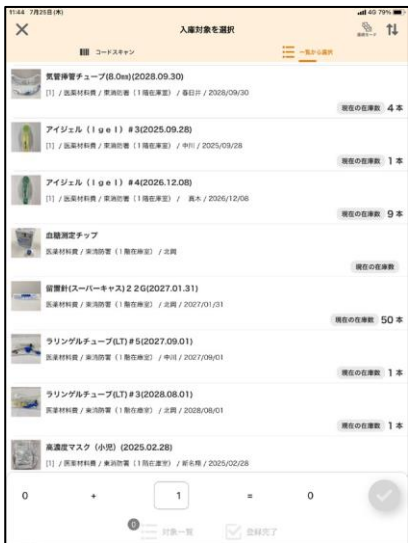 11:44 7月25日(木)
4G 79%
入庫対象を選択
連続モード
コードスキャン
一覧から選択
気管挿管チューブ(8.0㎜)(2028.09.30)
[1] / 医薬材料費 / 東消防署(1階在庫室) / 春日井 / 2028/09/30
現在の在庫数 4 本
アイジェル(Igel)#3(2025.09.28)
[1] / 医薬材料費 / 東消防署(1階在庫室) / 中川 / 2025/09/28
現在の在庫数 1 本
アイジェル(Igel)#4(2026.12.08)
[1] / 医薬材料費 / 東消防署(1階在庫室) / 真木 / 2026/12/08
現在の在庫数 9 本
血糖測定チップ
医薬材料費 / 東消防署(1階在庫室) / 北岡
現在の在庫数
留置針(スーパーキャス)22G(2027.01.31)
医薬材料費 / 東消防署(1階在庫室) / 北岡 / 2027/01/31
現在の在庫数 50 本
ラリンゲルチューブ(LT)#5(2027.09.01)
医薬材料費 / 東消防署(1階在庫室) / 中川 / 2027/09/01
現在の在庫数 1 本
ラリンゲルチューブ(LT)#3(2028.08.01)
医薬材料費 / 東消防署(1階在庫室) / 北岡 / 2028/08/01
現在の在庫数 1 本
高濃度マスク(小児)(2025.02.28)
[1] / 医薬材料費 / 東消防署(1階在庫室) / 新名顕 / 2025/02/28
0 + 1 = 0
0 対象一覧 登録完了